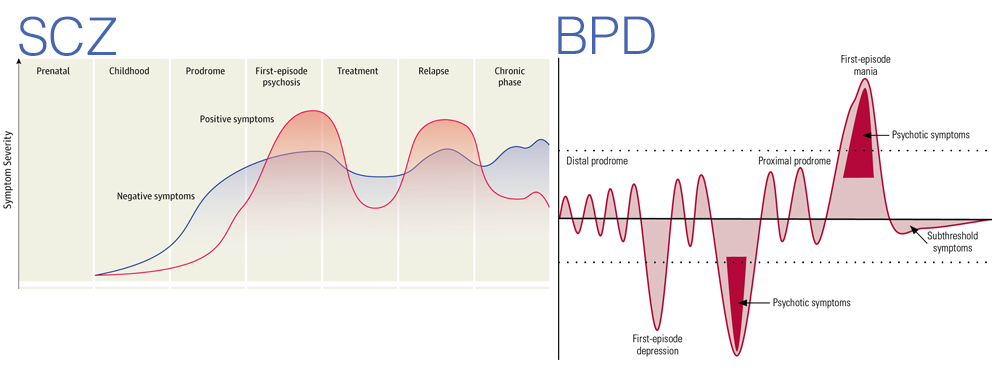 SCZ
Prenatal
Childhood
Prodrome
First-episode
psychosis
Treatment
Relapse
Chronic
phase
Positive symptoms
Negative symptoms
Symptom Severity
BPD
First-episode
mania
Psychotic symptoms
Distal prodrome
Proximal prodrome
Subthreshold
symptoms
Psychotic symptoms
First-episode
depression